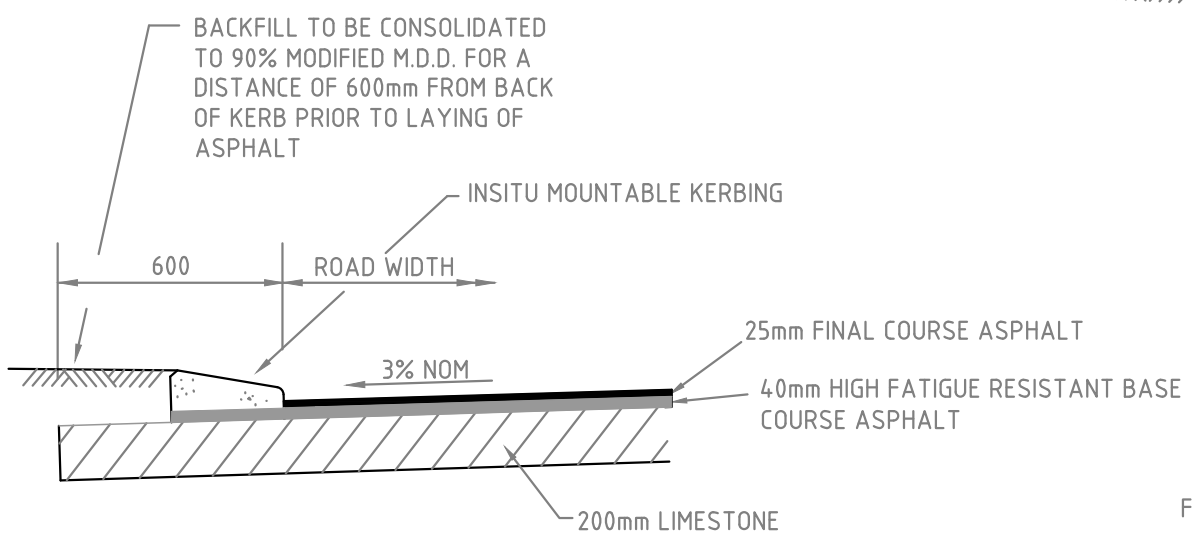 BACKFILL TO BE CONSOLIDATED
TO 90% MODIFIED M.D.D. FOR A
DISTANCE OF 600mm FROM BACK
OF KERB PRIOR TO LAYING OF
ASPHALT
INSITU MOUNTABLE KERBING
600
ROAD WIDTH
25mm FINAL COURSE ASPHALT
3% NOM
40mm HIGH FATIGUE RESISTANT BASE
COURSE ASPHALT
200mm LIMESTONE
F